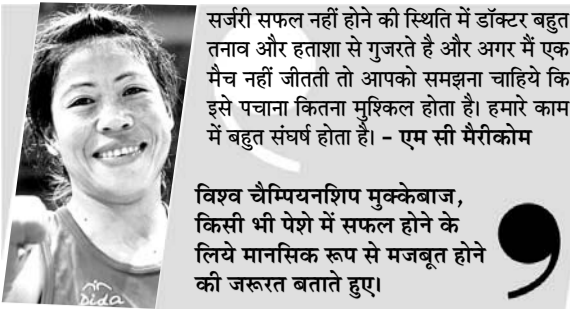 सर्जरी सफल नहीं होने की स्थिति में डॉक्टर बहुत
तनाव और हताशा से गुजरते है और अगर मैं एक
मैच नहीं जीतती तो आपको समझना चाहिये कि
इसे पचाना कितना मुश्किल होता है। हमारे काम
में बहुत संघर्ष होता है। – एम सी मैरीकोम
विश्व चैम्पियनशिप मुक्केबाज,
किसी भी पेशे में सफल होने के
लिये मानसिक रूप से मजबूत होने
की जरूरत बताते हुए।
Dida